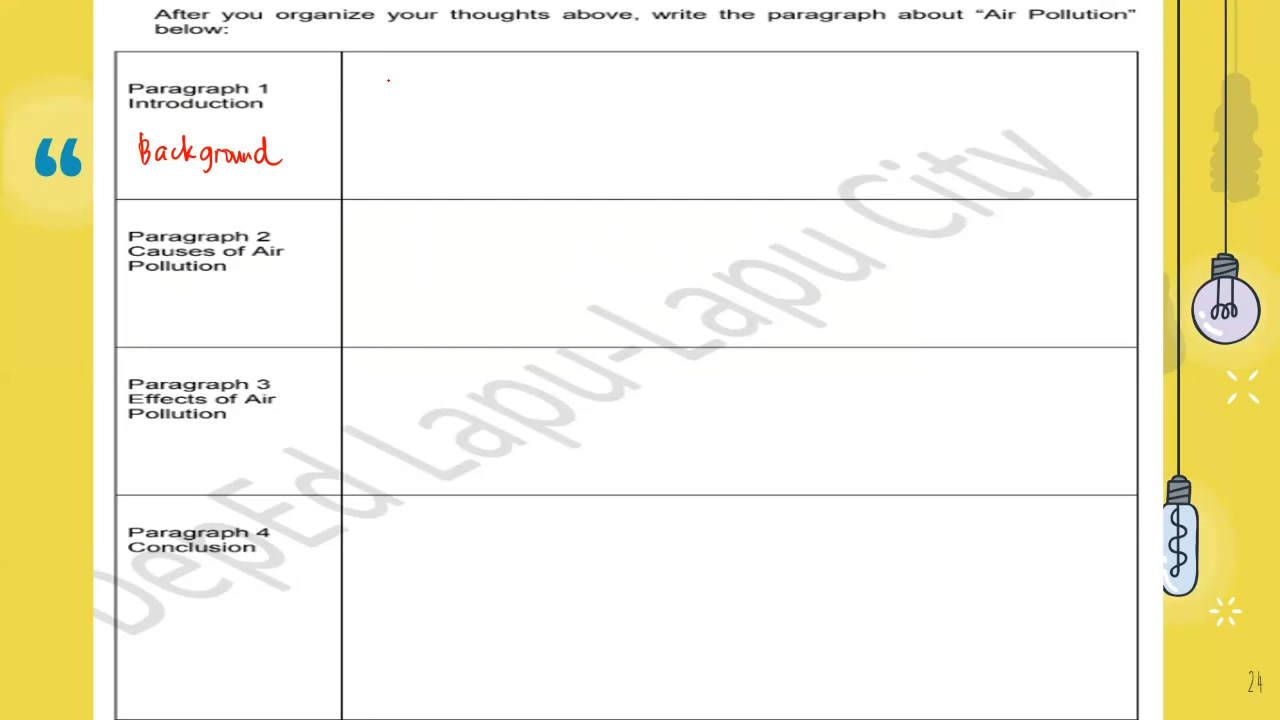 After you organize your thoughts above, write the paragraph about “Air Pollution”
below:
Paragraph 1
Introduction
Background
Paragraph 2
Causes of Air
Pollution
Paragraph 3
Effects of Air
Pollution
Paragraph 4
Conclusion
DepEd Lapu-Lapu City
24